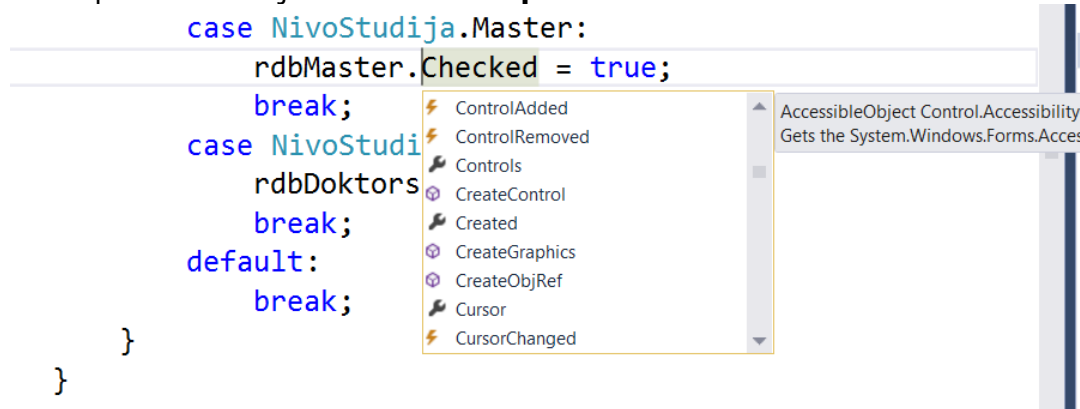 case NivoStudija.Master:
rdbMaster.Checked = true;
break;
case NivoStudi
rdbDoktors
break;
default:
break;
}
}
ControlAdded
ControlRemoved
Controls
CreateControl
Created
CreateGraphics
CreateObjRef
Cursor
CursorChanged
AccessibleObject Control.Accessibility
Gets the System.Windows.Forms.Acces